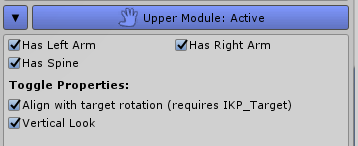 Upper Module: Active
Has Left Arm Has Right Arm
Has Spine
Toggle Properties:
Align with target rotation (requires IKP_Target)
Vertical Look